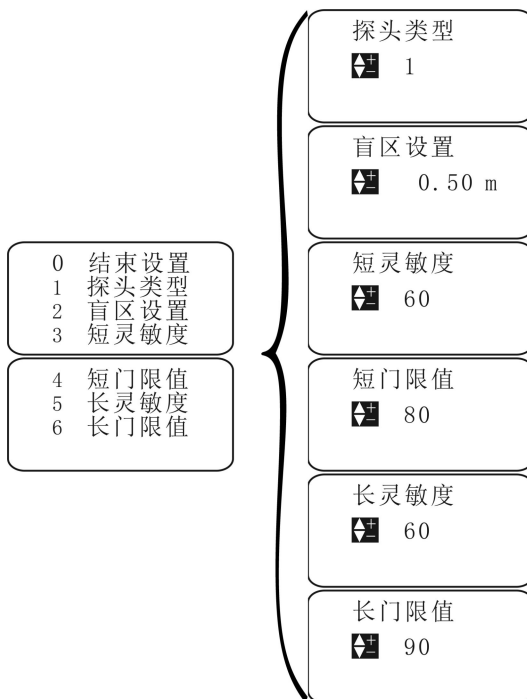 0 结束设置
1 探头类型
2 盲区设置
3 短灵敏度
4 短门限值
5 长灵敏度
6 长门限值
探头类型
1
盲区设置
0.50 m
短灵敏度
60
短门限值
80
长灵敏度
60
长门限值
90